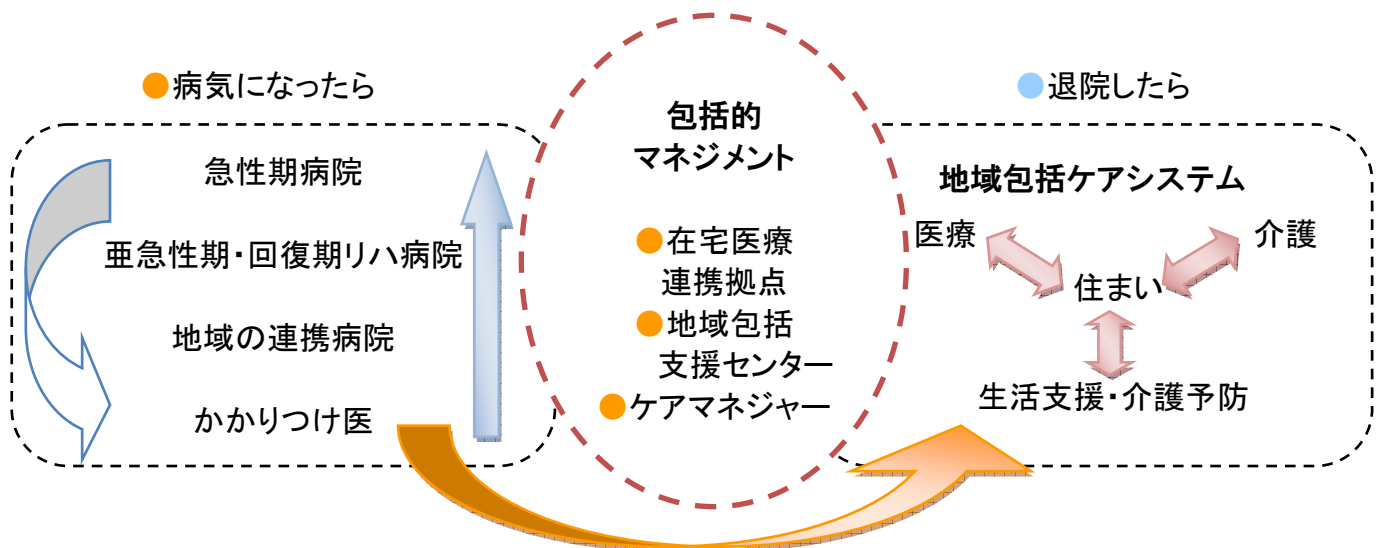 ●病気になったら
急性期病院
亜急性期・回復期リハ病院
地域の連携病院
かかりつけ医
包括的
マネジメント
●在宅医療
連携拠点
●地域包括
支援センター
●ケアマネジャー
●退院したら
地域包括ケアシステム
医療
介護
住まい
生活支援・介護予防